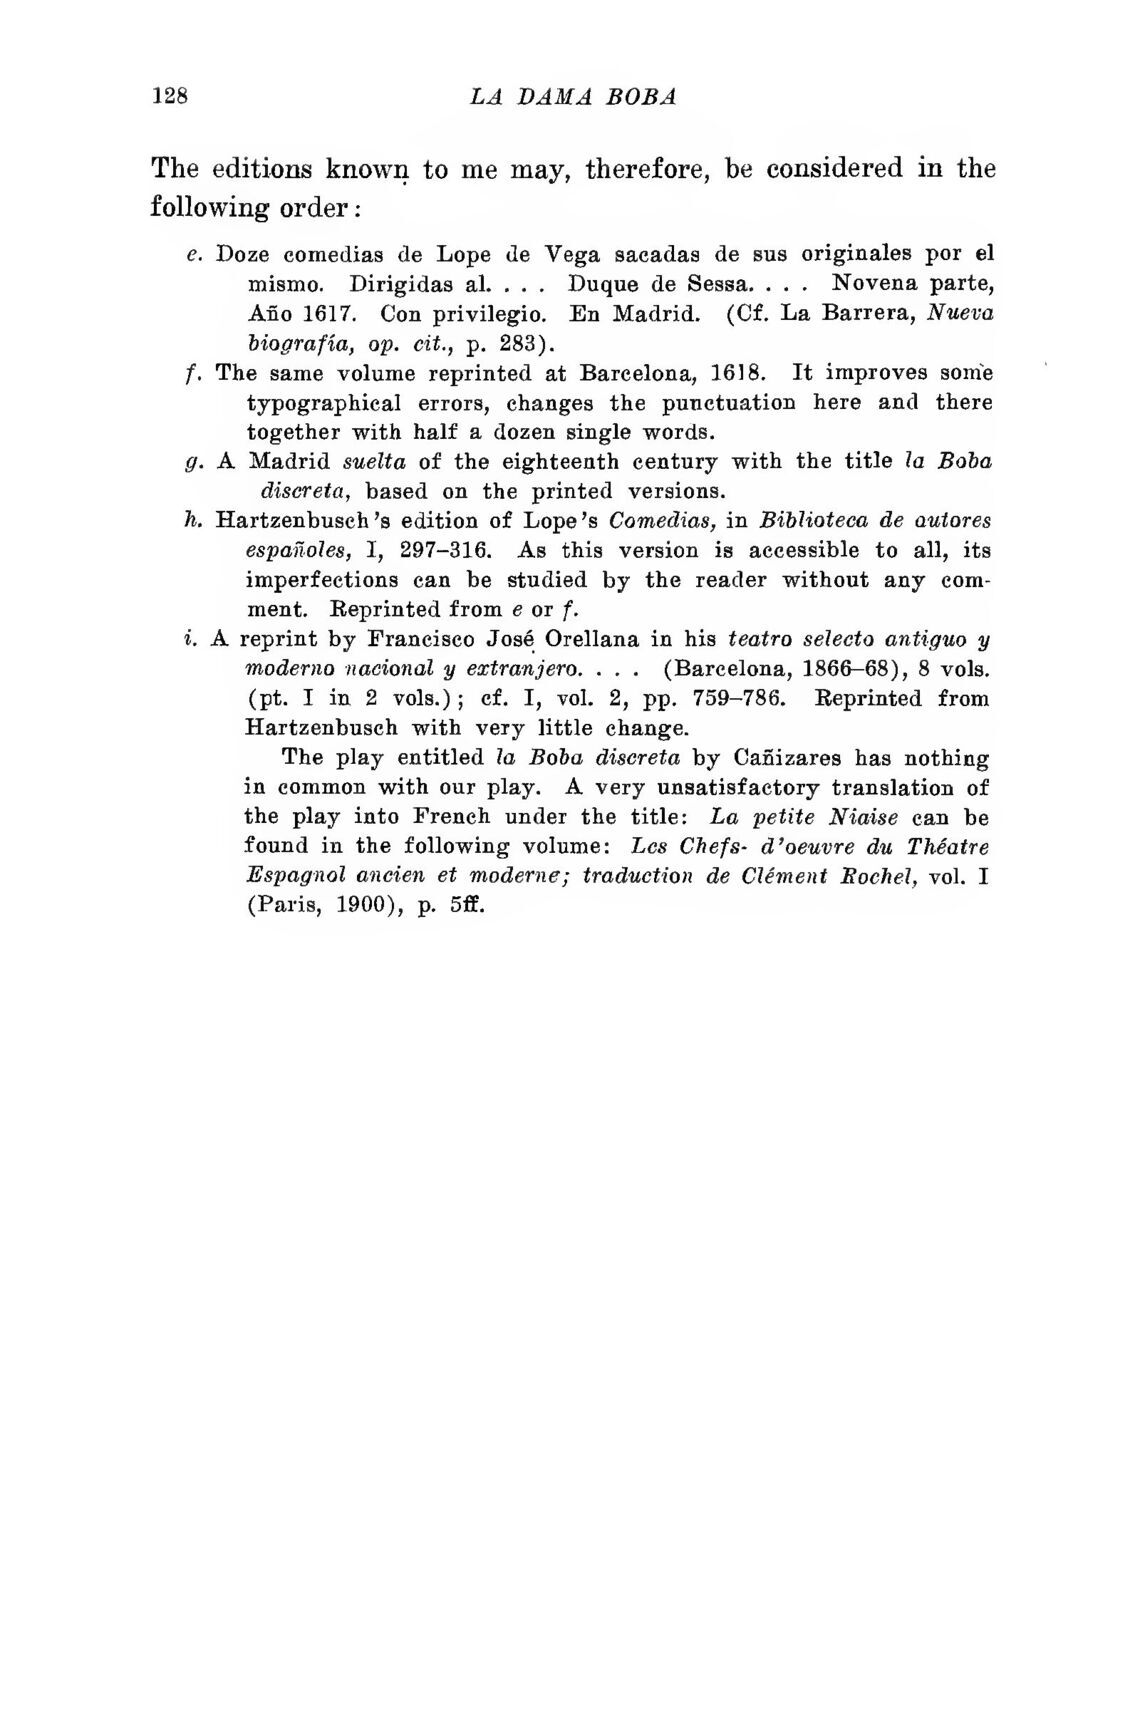 128 LA DAMA BOBA
The editions known to me may, therefore, be considered in the
following order:
e. Doze comedias de Lope de Vega sacadas de sus originales por el
mismo. Dirigidas al. . . . Duque de Sessa. . . . Novena parte,
Año 1617. Con privilegio. En Madrid. (Cf. La Barrera, Nueva
biografía, op. cit., p. 283).
f. The same volume reprinted at Barcelona, 1618. It improves some
typographical errors, changes the punctuation here and there
together with half a dozen single words.
g. A Madrid suelta of the eighteenth century with the title la Boba
discreta, based on the printed versions.
h. Hartzenbusch's edition of Lope's Comedias, in Biblioteca de autores
españoles, I, 297–316. As this version is accessible to all, its
imperfections can be studied by the reader without any com-
ment. Reprinted from e or f.
i. A reprint by Francisco José Orellana in his teatro selecto antiguo y
moderno nacional y extranjero. . . . (Barcelona, 1866–68), 8 vols.
(pt. I in 2 vols.); cf. I, vol. 2, pp. 759–786. Reprinted from
Hartzenbusch with very little change.
The play entitled la Boba discreta by Cañizares has nothing
in common with our play. A very unsatisfactory translation of
the play into French under the title: La petite Niaise can be
found in the following volume: Les Chefs- d'oeuvre du Théatre
Espagnol ancien et moderne; traduction de Clément Rochel, vol. I
(Paris, 1900), p. 5ff.